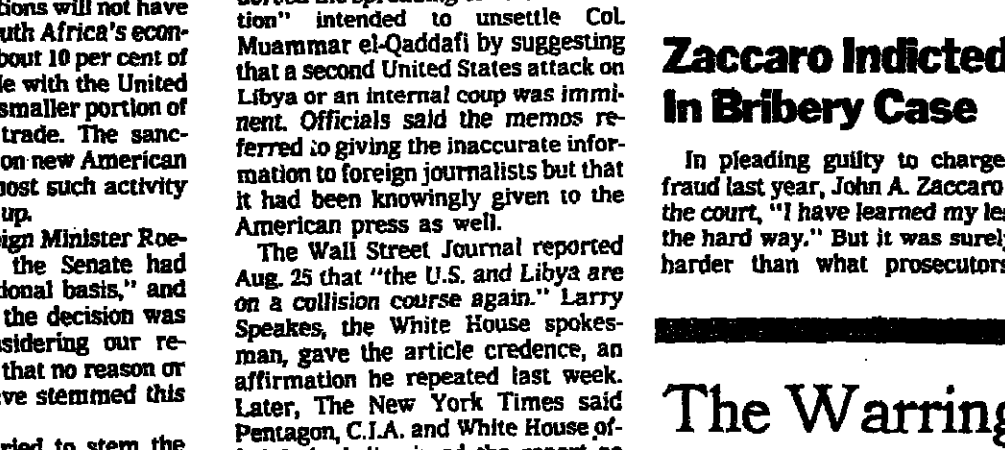 tions will not have
uth Africa's econ-
bout 10 per cent of
le with the United
smaller portion of
trade. The sanc-
on new American
most such activity
up.
eign Minister Roe-
the Senate had
tional basis," and
the decision was
nsidering our re-
that no reason or
ve stemmed this
ried to stem the
tion" intended to unsettle Col.
Muammar el-Qaddafi by suggesting
that a second United States attack on
Libya or an internal coup was immi-
nent. Officials said the memos re-
ferred to giving the inaccurate infor-
mation to foreign journalists but that
it had been knowingly given to the
American press as well.
The Wall Street Journal reported
Aug. 25 that "the U.S. and Libya are
on a collision course again." Larry
Speakes, the White House spokes-
man, gave the article credence, an
affirmation he repeated last week.
Later, The New York Times said
Pentagon, C.I.A. and White House of-
Zaccaro Indicted
In Bribery Case
In pleading guilty to charge
fraud last year, John A. Zaccaro
the court, "I have learned my le
the hard way." But it was surel
harder than what prosecutors
The Warring